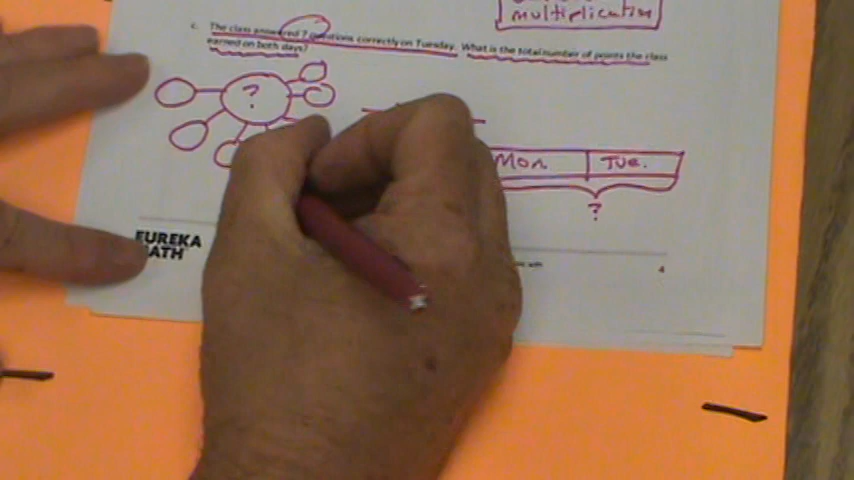 multiplication
c. The class answered 7 questions correctly on Tuesday. What is the total number of points the class
earned on both days?
?
Mon. Tue.
?
EUREKA
MATH
4